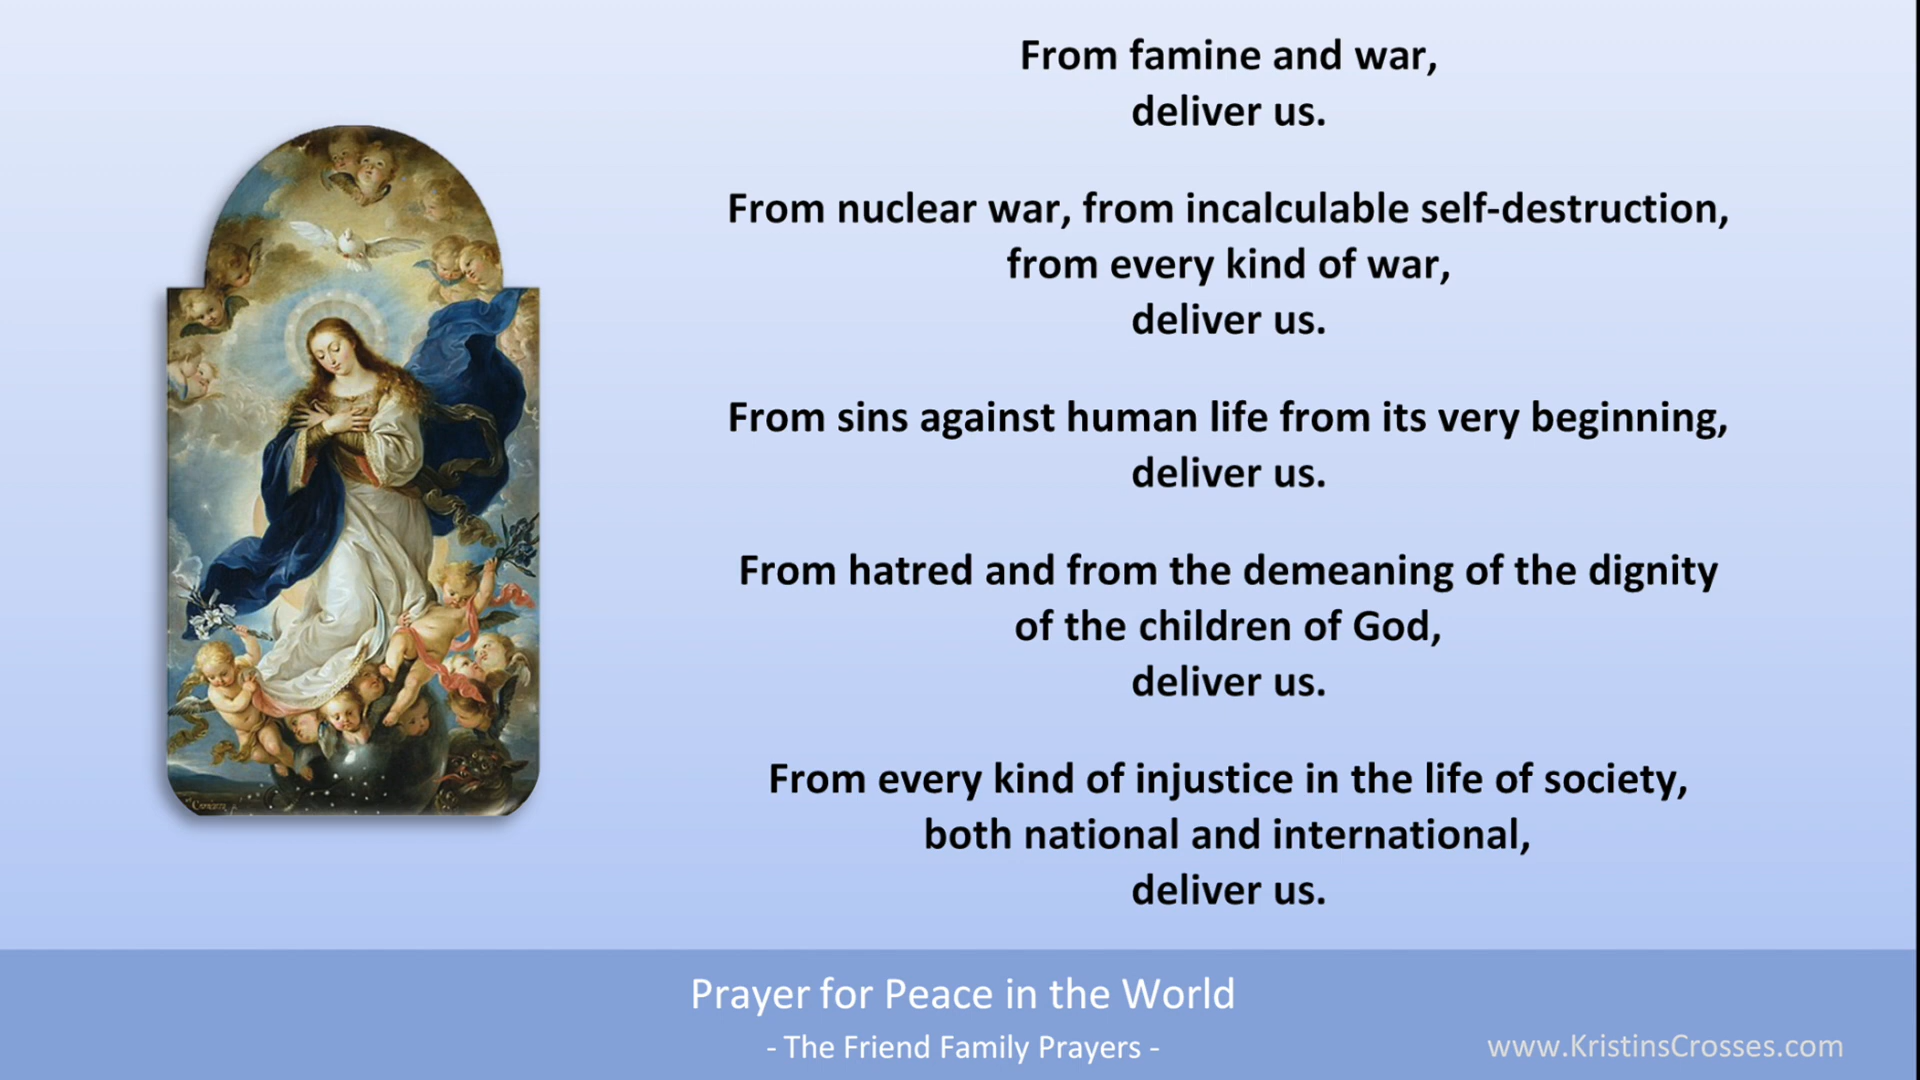 From famine and war,
deliver us.
From nuclear war, from incalculable self-destruction,
from every kind of war,
deliver us.
From sins against human life from its very beginning,
deliver us.
From hatred and from the demeaning of the dignity
of the children of God,
deliver us.
From every kind of injustice in the life of society,
both national and international,
deliver us.
Prayer for Peace in the World
- The Friend Family Prayers -
www.KristinsCrosses.com